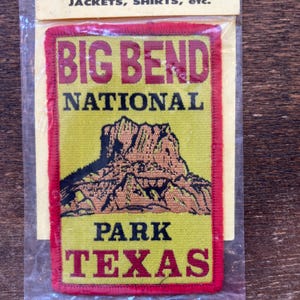 JACKETS, SHIRTS, etc.
BIG BEND
NATIONAL
PARK
TEXAS